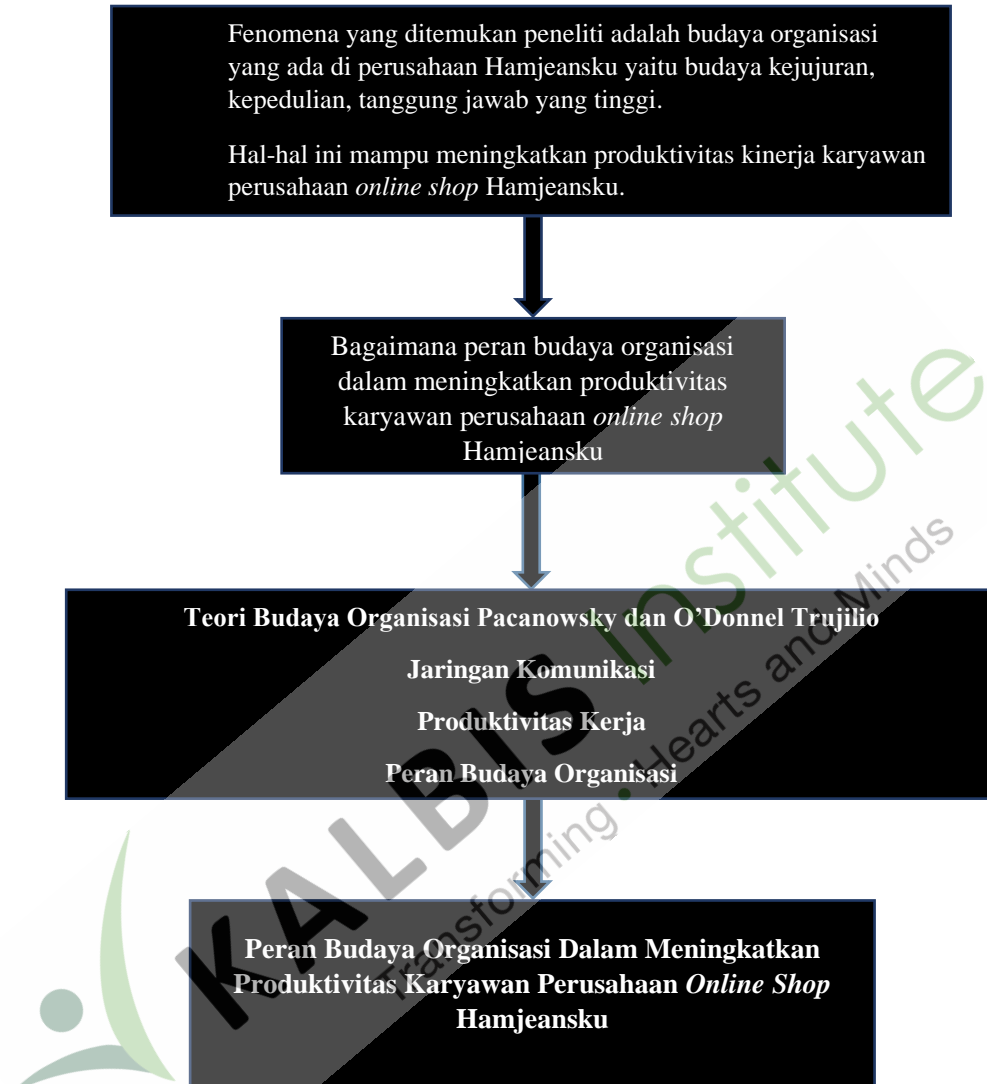 Fenomena yang ditemukan peneliti adalah budaya organisasi
yang ada di perusahaan Hamjeansku yaitu budaya kejujuran,
kepedulian, tanggung jawab yang tinggi.
Hal-hal ini mampu meningkatkan produktivitas kinerja karyawan
perusahaan online shop Hamjeansku.
Bagaimana peran budaya organisasi
dalam meningkatkan produktivitas
karyawan perusahaan online shop
Hamjeansku
Teori Budaya Organisasi Pacanowsky dan O’Donnel Trujilio
Jaringan Komunikasi
Produktivitas Kerja
Peran Budaya Organisasi
Peran Budaya Organisasi Dalam Meningkatkan
Produktivitas Karyawan Perusahaan Online Shop
Hamjeansku
KALBIS Institute
Transforming • Hearts and Minds